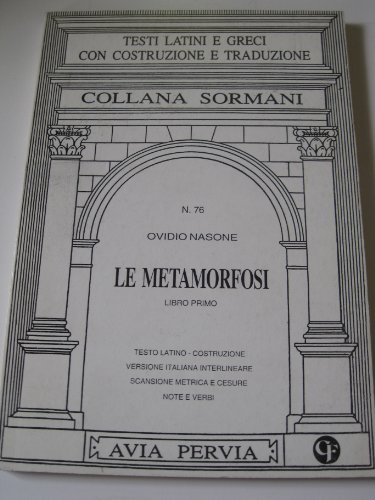 TESTI LATINI E GRECI
CON COSTRUZIONE E TRADUZIONE
COLLANA SORMANI
N. 76
OVIDIO NASONE
LE METAMORFOSI
LIBRO PRIMO
TESTO LATINO - COSTRUZIONE
VERSIONE ITALIANA INTERLINEARE
SCANSIONE METRICA E CESURE
NOTE E VERBI
AVIA PERVIA